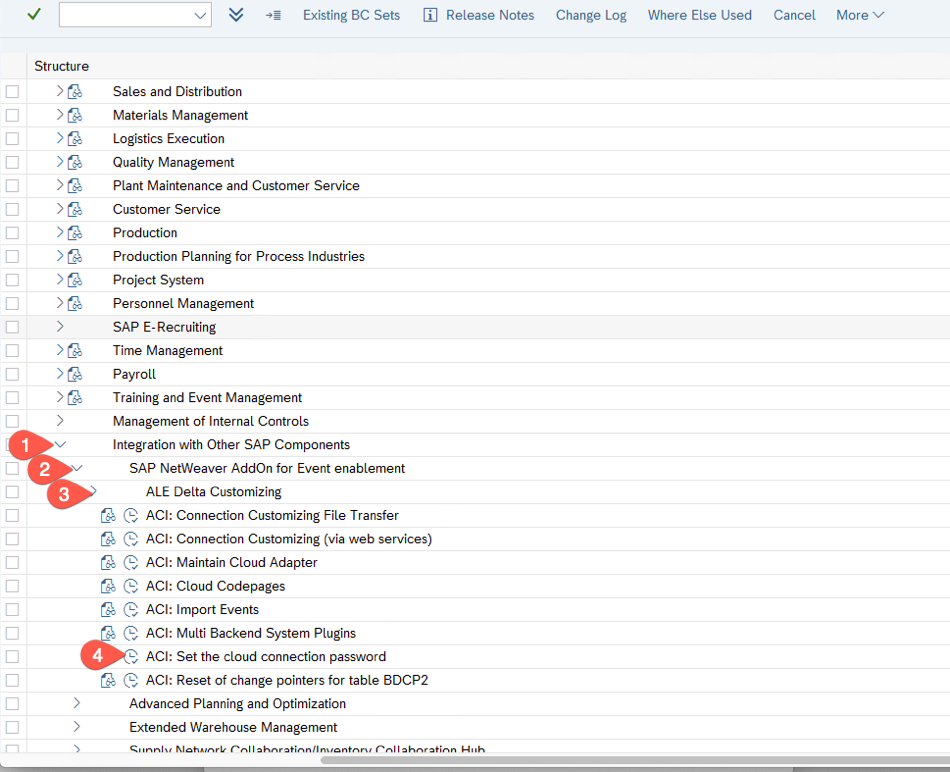 Existing BC Sets Release Notes Change Log Where Else Used Cancel More
Structure
Sales and Distribution
Materials Management
Logistics Execution
Quality Management
Plant Maintenance and Customer Service
Customer Service
Production
Production Planning for Process Industries
Project System
Personnel Management
SAP E-Recruiting
Time Management
Payroll
Training and Event Management
Management of Internal Controls
1 Integration with Other SAP Components
2 SAP NetWeaver AddOn for Event enablement
3 ALE Delta Customizing
ACI: Connection Customizing File Transfer
ACI: Connection Customizing (via web services)
ACI: Maintain Cloud Adapter
ACI: Cloud Codepages
ACI: Import Events
ACI: Multi Backend System Plugins
4 ACI: Set the cloud connection password
ACI: Reset of change pointers for table BDCP2
Advanced Planning and Optimization
Extended Warehouse Management
Supply Network Collaboration/Inventory Collaboration Hub